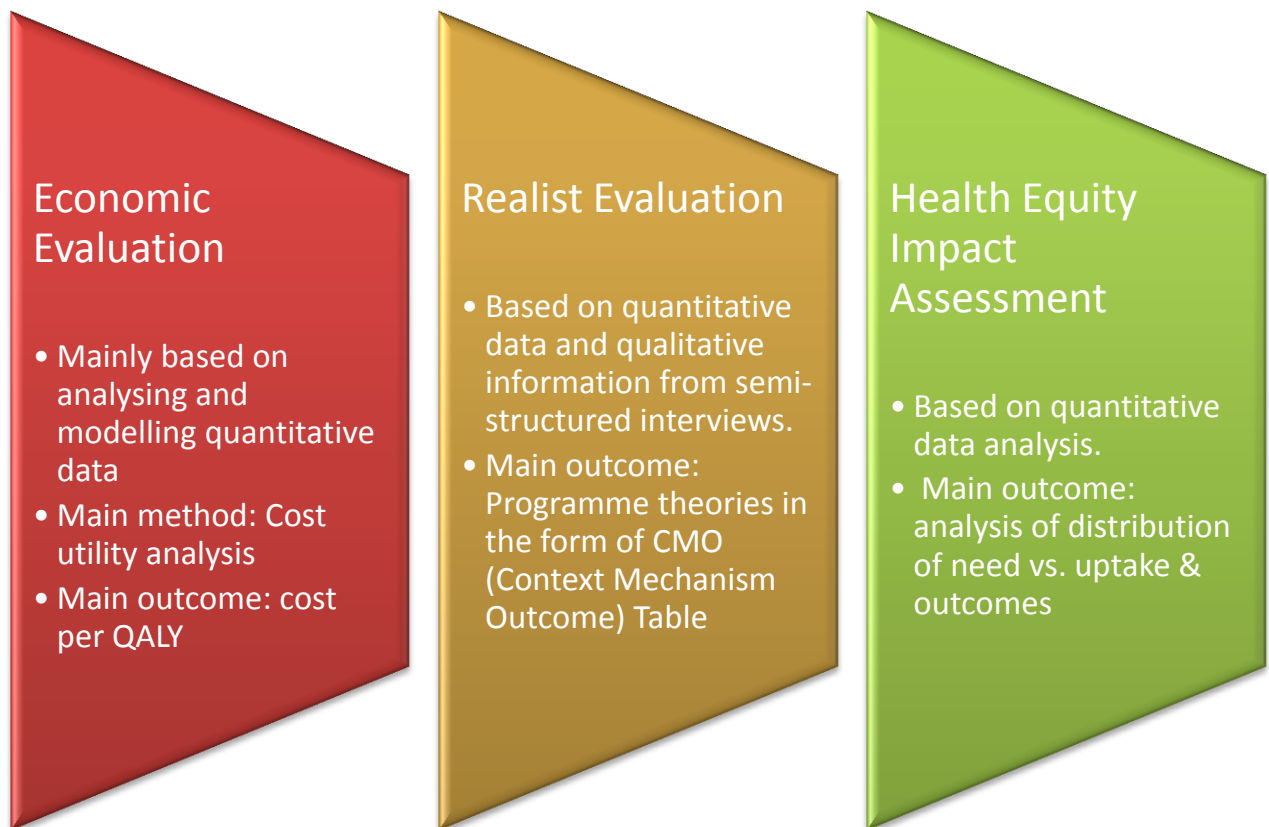 Economic
Evaluation
• Mainly based on
analysing and
modelling quantitative
data
• Main method: Cost
utility analysis
• Main outcome: cost
per QALY
Realist Evaluation
• Based on quantitative
data and qualitative
information from semi-
structured interviews.
• Main outcome:
Programme theories in
the form of CMO
(Context Mechanism
Outcome) Table
Health Equity
Impact
Assessment
• Based on quantitative
data analysis.
• Main outcome:
analysis of distribution
of need vs. uptake &
outcomes